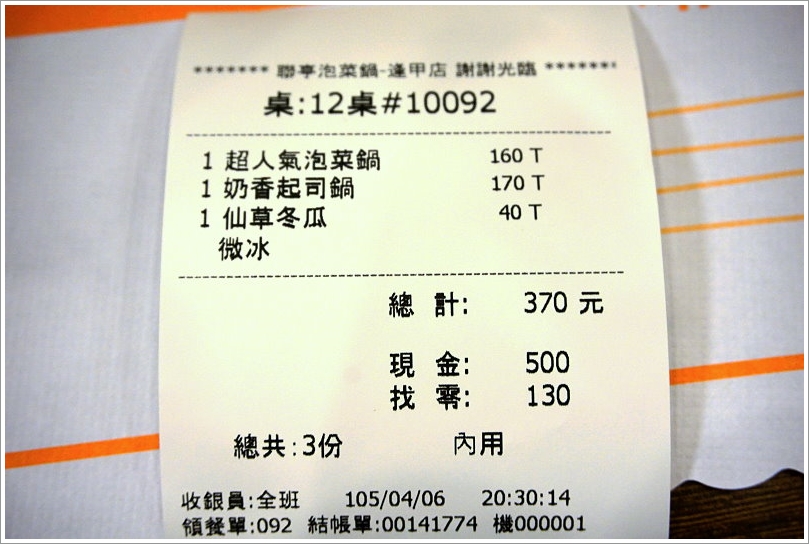 ******* 聯亭泡菜鍋-逢甲店 謝謝光臨 *******
桌:12桌#10092
1 超人氣泡菜鍋 160 T
1 奶香起司鍋 170 T
1 仙草冬瓜 40 T
微冰
總 計: 370 元
現 金: 500
找 零: 130
總共:3份 內用
收銀員:全班 105/04/06 20:30:14
領餐單:092 結帳單:00141774 機000001